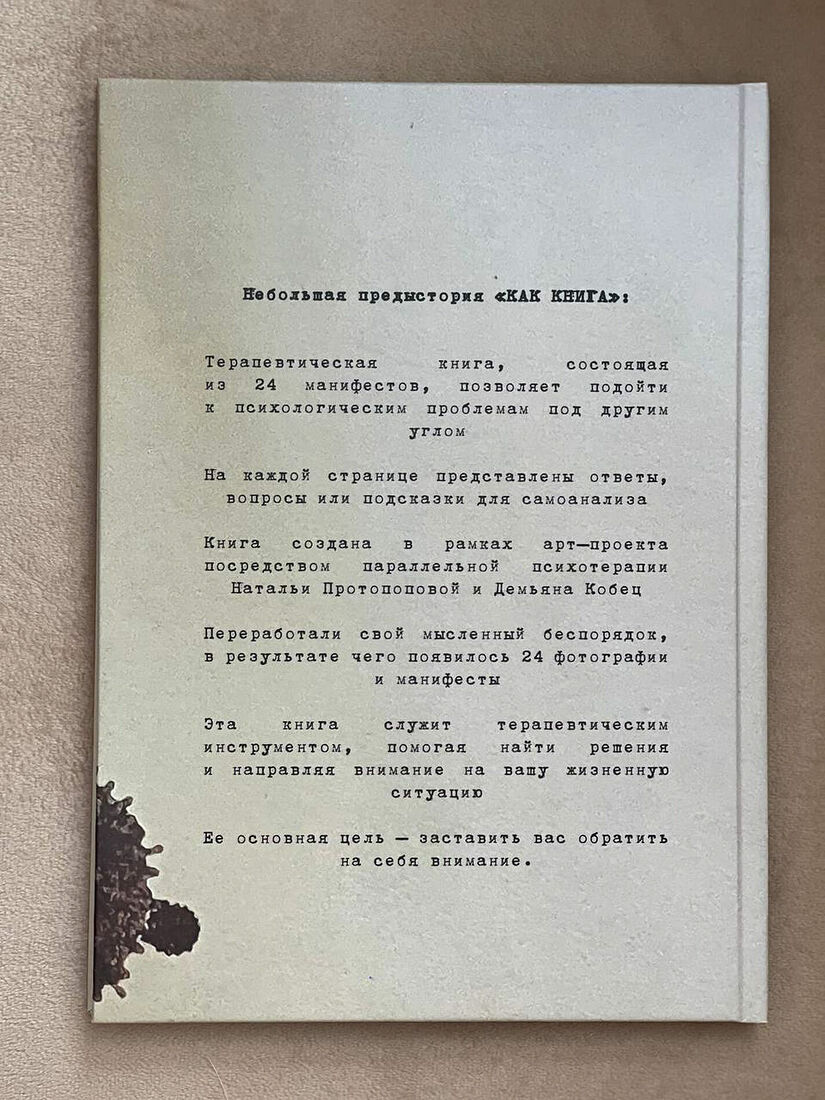 Небольшая предыстория «КАК КНИГА»:
Терапевтическая книга, состоящая
из 24 манифестов, позволяет подойти
к психологическим проблемам под другим
углом
На каждой странице представлены ответы,
вопросы или подсказки для самоанализа
Книга создана в рамках арт—проекта
посредством параллельной психотерапии
Натальи Протопоповой и Демьяна Кобец
Переработали свой мысленный беспорядок,
в результате чего появилось 24 фотографии
и манифесты
Эта книга служит терапевтическим
инструментом, помогая найти решения
и направляя внимание на вашу жизненную
ситуацию
Ее основная цель — заставить вас обратить
на себя внимание.